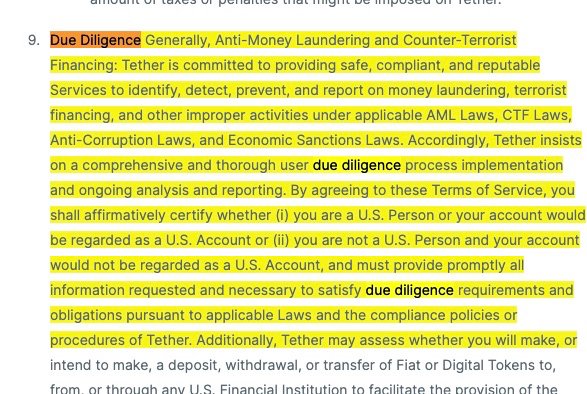 amount of taxes or penalties that might be imposed on Tether.
9. Due Diligence Generally, Anti-Money Laundering and Counter-Terrorist
Financing: Tether is committed to providing safe, compliant, and reputable
Services to identify, detect, prevent, and report on money laundering, terrorist
financing, and other improper activities under applicable AML Laws, CTF Laws,
Anti-Corruption Laws, and Economic Sanctions Laws. Accordingly, Tether insists
on a comprehensive and thorough user due diligence process implementation
and ongoing analysis and reporting. By agreeing to these Terms of Service, you
shall affirmatively certify whether (i) you are a U.S. Person or your account would
be regarded as a U.S. Account or (ii) you are not a U.S. Person and your account
would not be regarded as a U.S. Account, and must provide promptly all
information requested and necessary to satisfy due diligence requirements and
obligations pursuant to applicable Laws and the compliance policies or
procedures of Tether. Additionally, Tether may assess whether you will make, or
intend to make, a deposit, withdrawal, or transfer of Fiat or Digital Tokens to,
from, or through any U.S. Financial Institution to facilitate the provision of the